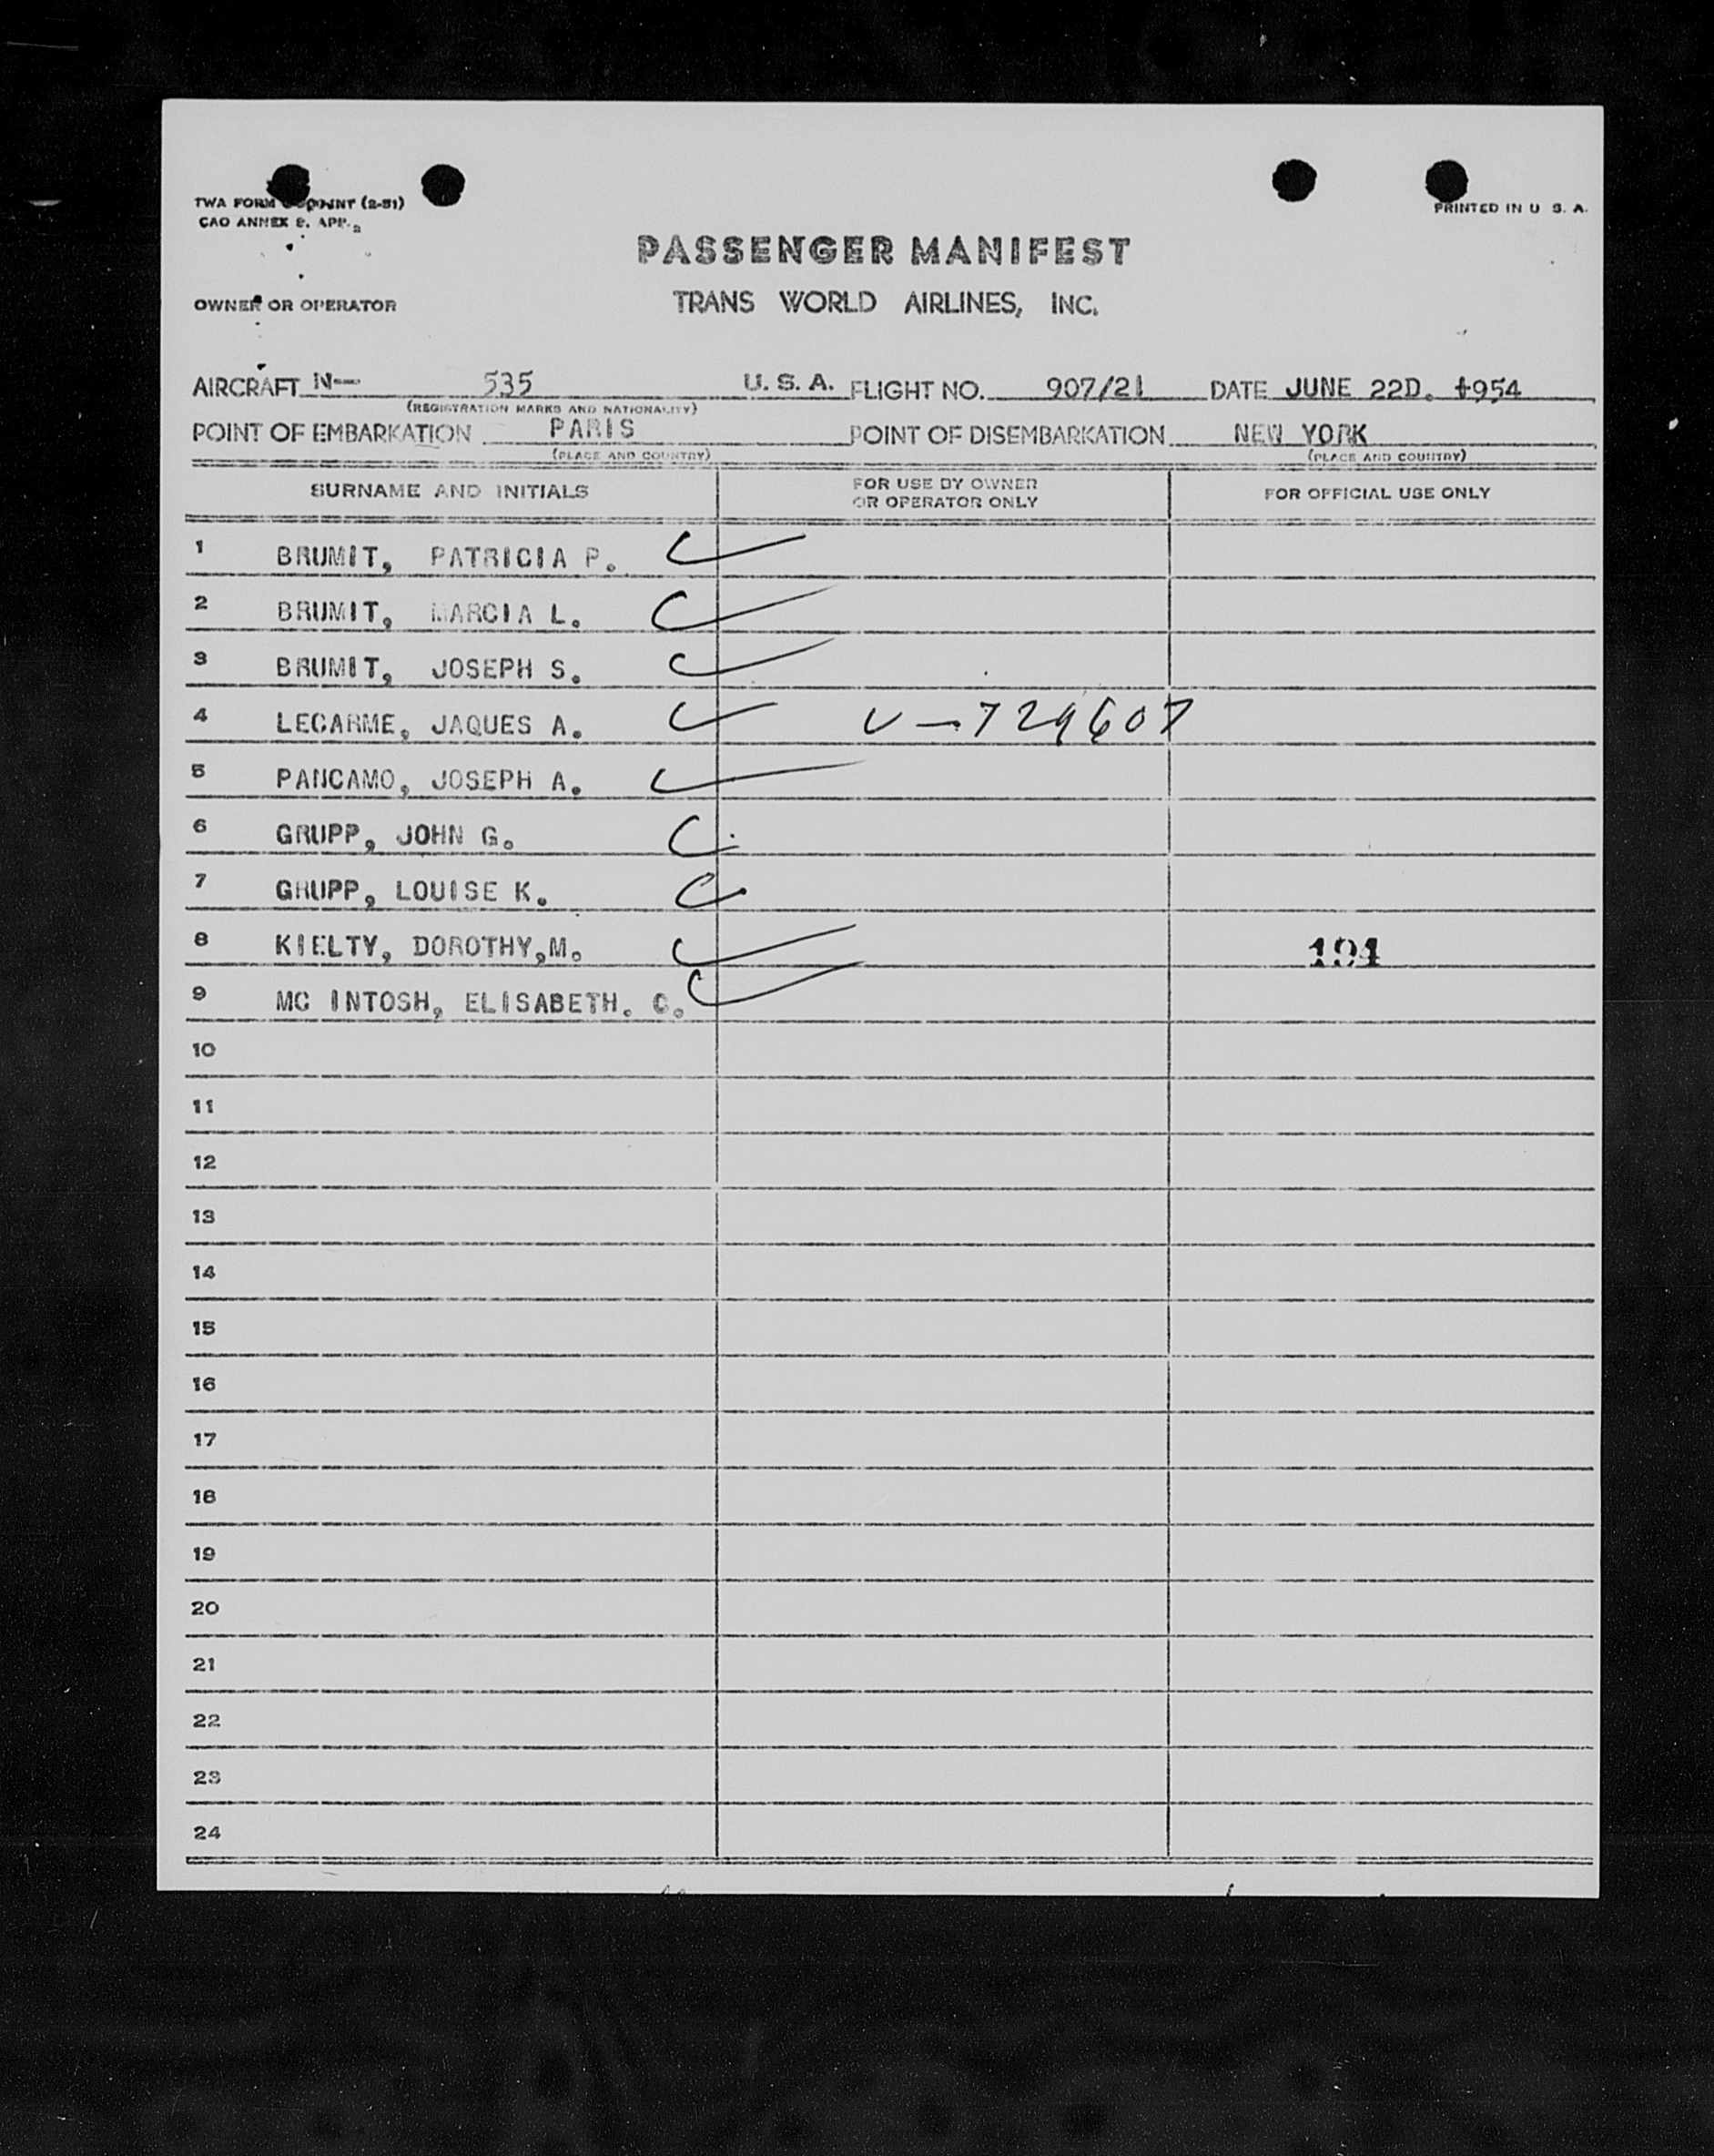 TWA FORM (2-51)
PRINTED IN U S. A.
CAO ANNEX 9, APP. 2
PASSENGER MANIFEST
OWNER OR OPERATOR TRANS WORLD AIRLINES, INC.
AIRCRAFT N- 535 U. S. A. FLIGHT NO. 907/21 DATE JUNE 22D. 1954
(REGISTRATION MARKS AND NATIONALITY)
POINT OF EMBARKATION PARIS POINT OF DISEMBARKATION NEW YORK
(PLACE AND COUNTRY) (PLACE AND COUNTRY)
SURNAME AND INITIALS FOR USE BY OWNER OR OPERATOR ONLY FOR OFFICIAL USE ONLY
1 BRUMIT, PATRICIA P.
2 BRUMIT, MARCIA L.
3 BRUMIT, JOSEPH S.
4 LECARME, JAQUES A. V-729607
5 PANCAMO, JOSEPH A.
6 GRUPP, JOHN G.
7 GRUPP, LOUISE K.
8 KIELTY, DOROTHY,M. 194
9 MC INTOSH, ELISABETH. C.
10
11
12
13
14
15
16
17
18
19
20
21
22
23
24